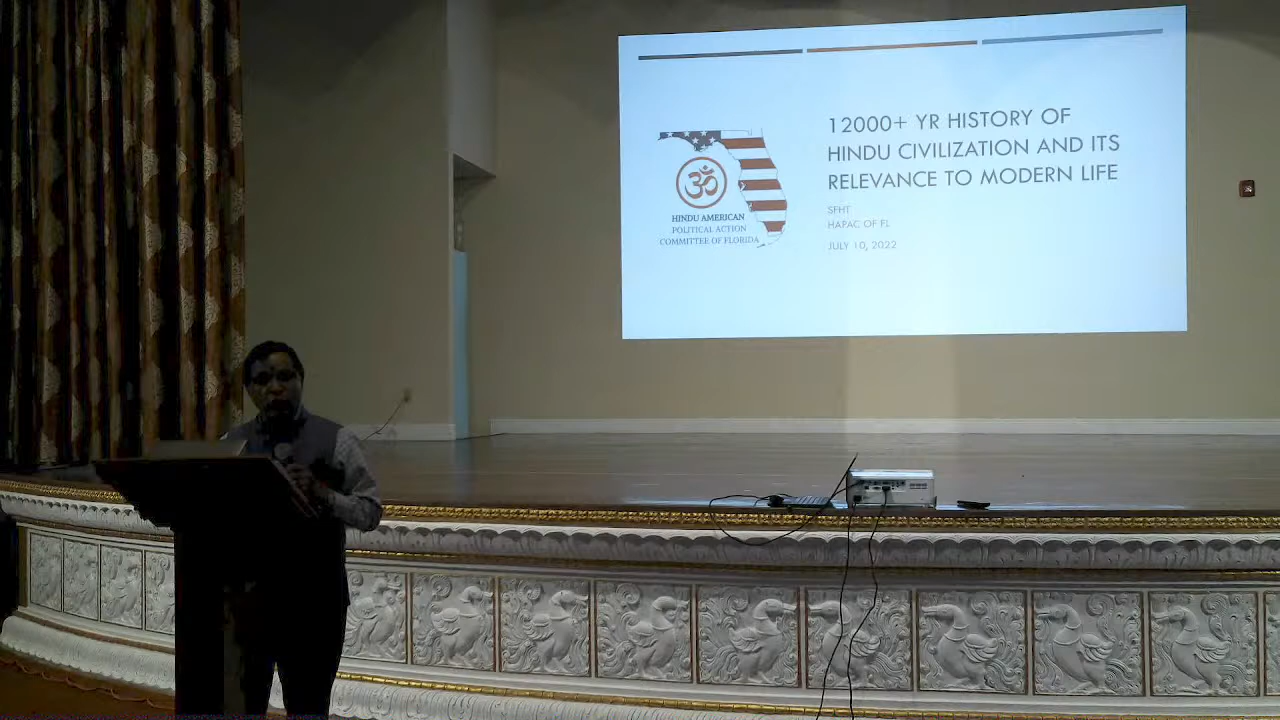 12000+ YR HISTORY OF
HINDU CIVILIZATION AND ITS
RELEVANCE TO MODERN LIFE
SFHT
HAPAC OF FL
JULY 10, 2022
ॐ
HINDU AMERICAN
POLITICAL ACTION
COMMITTEE OF FLORIDA